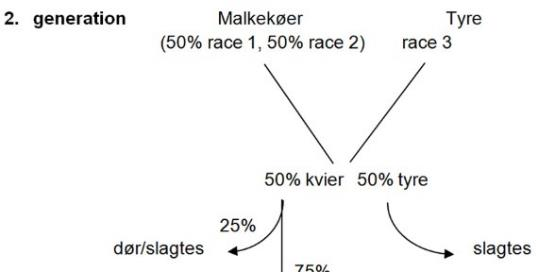 2. generation Malkekøer Tyre
(50% race 1, 50% race 2) race 3
50% kvier 50% tyre
25%
dør/slagtes slagtes
75%